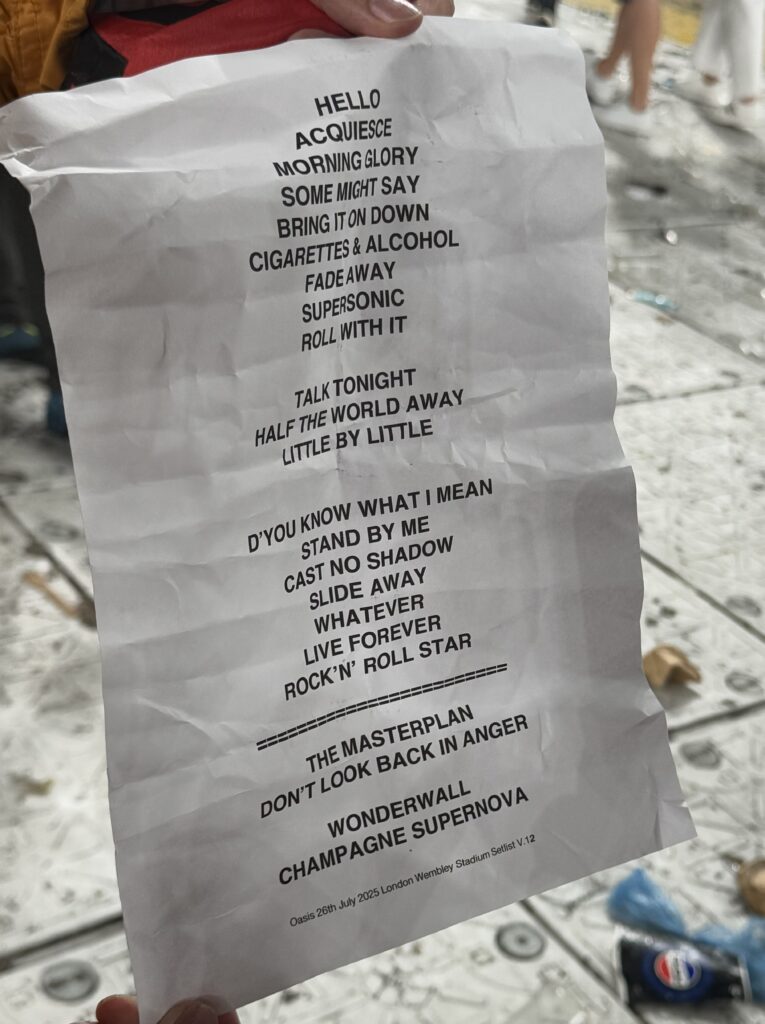 HELLO
ACQUIESCE
MORNING GLORY
SOME MIGHT SAY
BRING IT ON DOWN
CIGARETTES & ALCOHOL
FADE AWAY
SUPERSONIC
ROLL WITH IT
TALK TONIGHT
HALF THE WORLD AWAY
LITTLE BY LITTLE
D'YOU KNOW WHAT I MEAN
STAND BY ME
CAST NO SHADOW
SLIDE AWAY
WHATEVER
LIVE FOREVER
ROCK'N' ROLL STAR
THE MASTERPLAN
DON'T LOOK BACK IN ANGER
WONDERWALL
CHAMPAGNE SUPERNOVA
Oasis 26th July 2025 London Wembley Stadium Setlist V.12